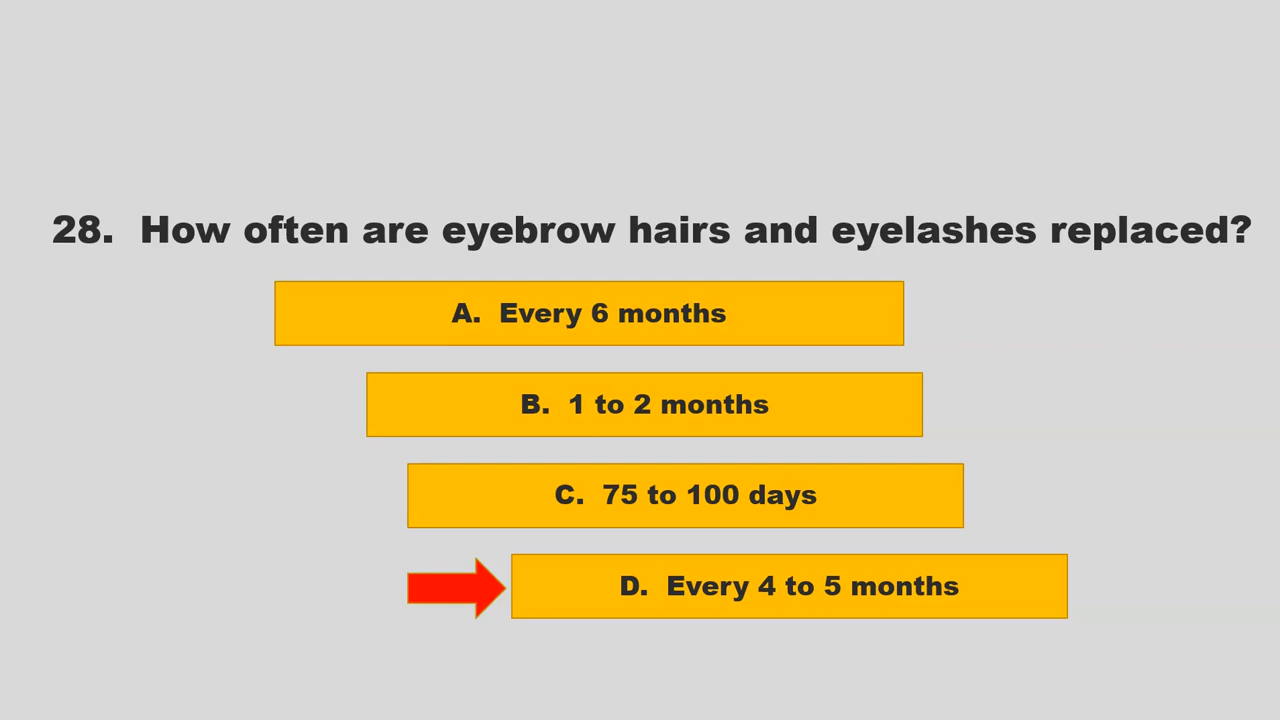 28. How often are eyebrow hairs and eyelashes replaced?
A. Every 6 months
B. 1 to 2 months
C. 75 to 100 days
D. Every 4 to 5 months